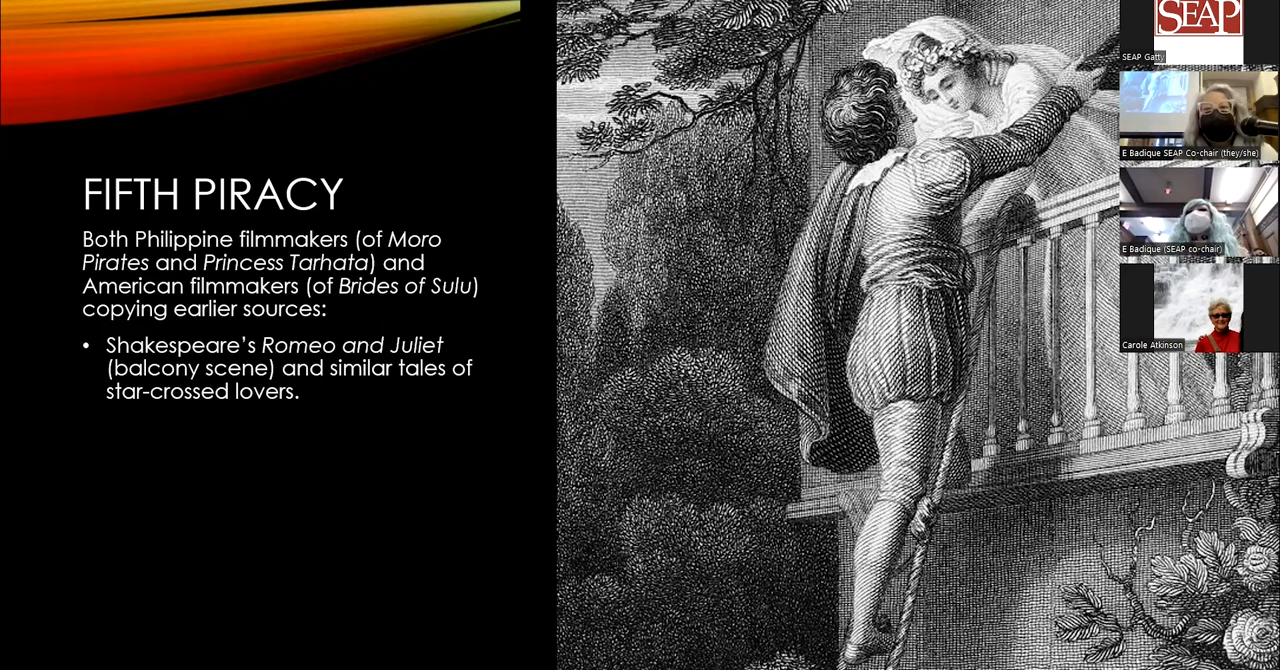 FIFTH PIRACY
Both Philippine filmmakers (of Moro
Pirates and Princess Tarhata) and
American filmmakers (of Brides of Sulu)
copying earlier sources:
• Shakespeare’s Romeo and Juliet
(balcony scene) and similar tales of
star-crossed lovers.
SEAP
SEAP Gatty
E Badique SEAP Co-chair (they/she)
E Badique (SEAP co-chair)
Carole Atkinson